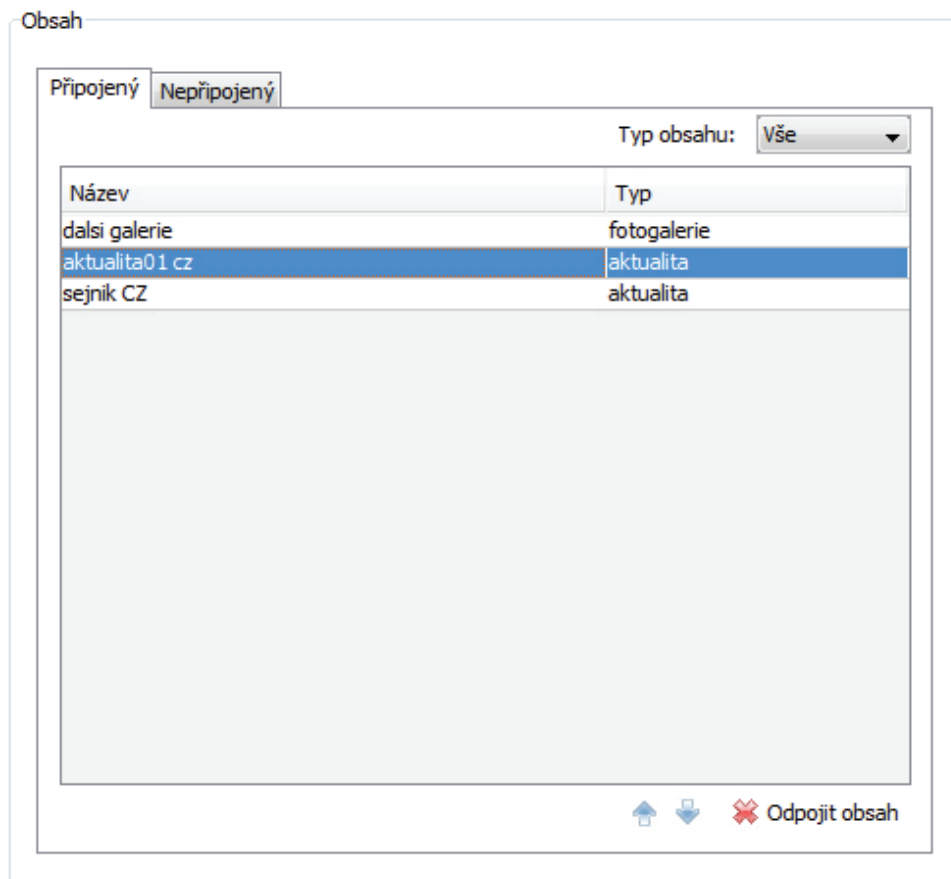 Obsah
Připojený Nepřipojený
Typ obsahu: Vše
Název Typ
dalsi galerie fotogalerie
aktualita01 cz aktualita
sejnik CZ aktualita
Odpojit obsah